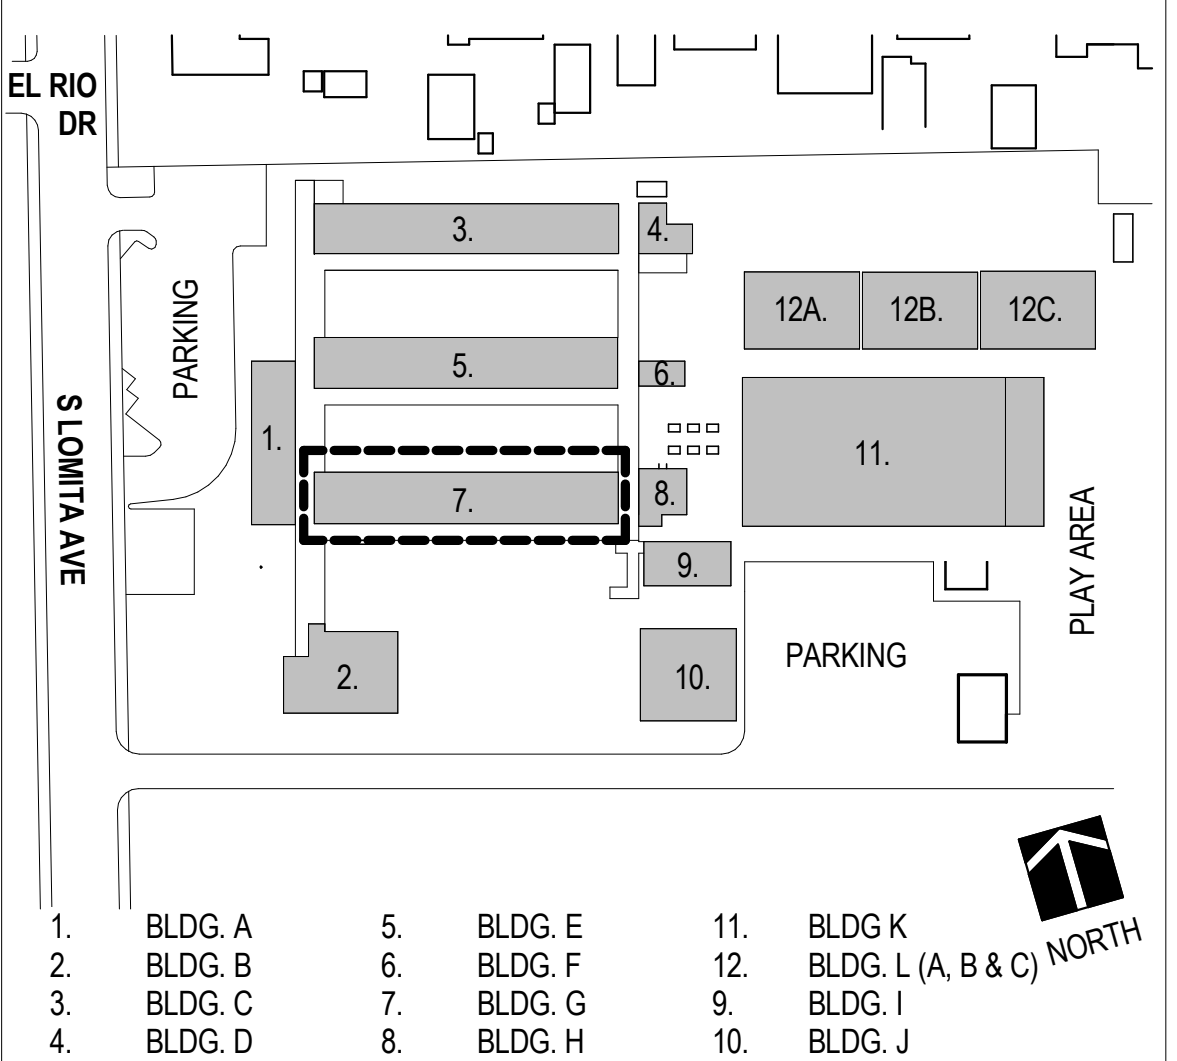 EL RIO
DR
3.
4.
PARKING
12A.
12B.
12C.
5.
6.
S LOMITA AVE
1.
11.
7.
8.
PLAY AREA
9.
PARKING
2.
10.
NORTH
1. BLDG. A 5. BLDG. E 11. BLDG K
2. BLDG. B 6. BLDG. F 12. BLDG. L (A, B & C)
3. BLDG. C 7. BLDG. G 9. BLDG. I
4. BLDG. D 8. BLDG. H 10. BLDG. J